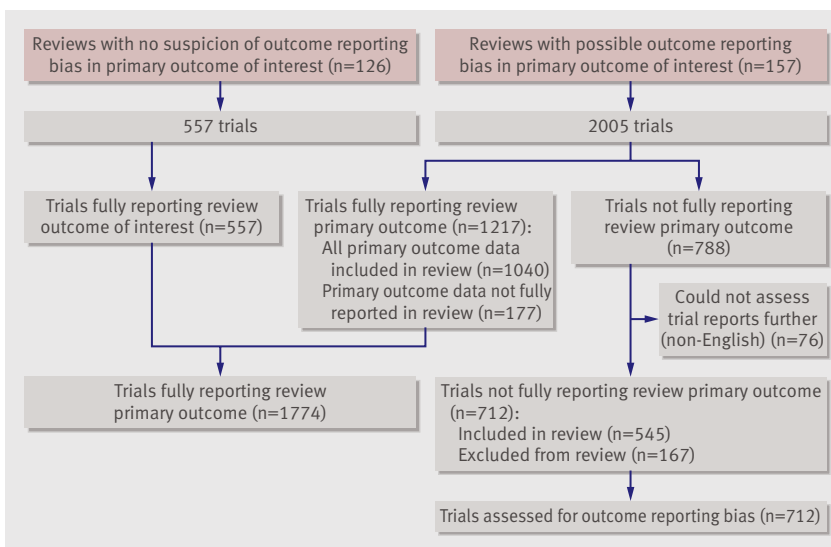 Reviews with no suspicion of outcome reporting
bias in primary outcome of interest (n=126)
Reviews with possible outcome reporting
bias in primary outcome of interest (n=157)
557 trials
2005 trials
Trials fully reporting review
outcome of interest (n=557)
Trials fully reporting review
primary outcome (n=1217):
All primary outcome data
included in review (n=1040)
Primary outcome data not fully
reported in review (n=177)
Trials not fully reporting
review primary outcome
(n=788)
Could not assess
trial reports further
(non-English) (n=76)
Trials fully reporting review
primary outcome (n=1774)
Trials not fully reporting review primary outcome
(n=712):
Included in review (n=545)
Excluded from review (n=167)
Trials assessed for outcome reporting bias (n=712)